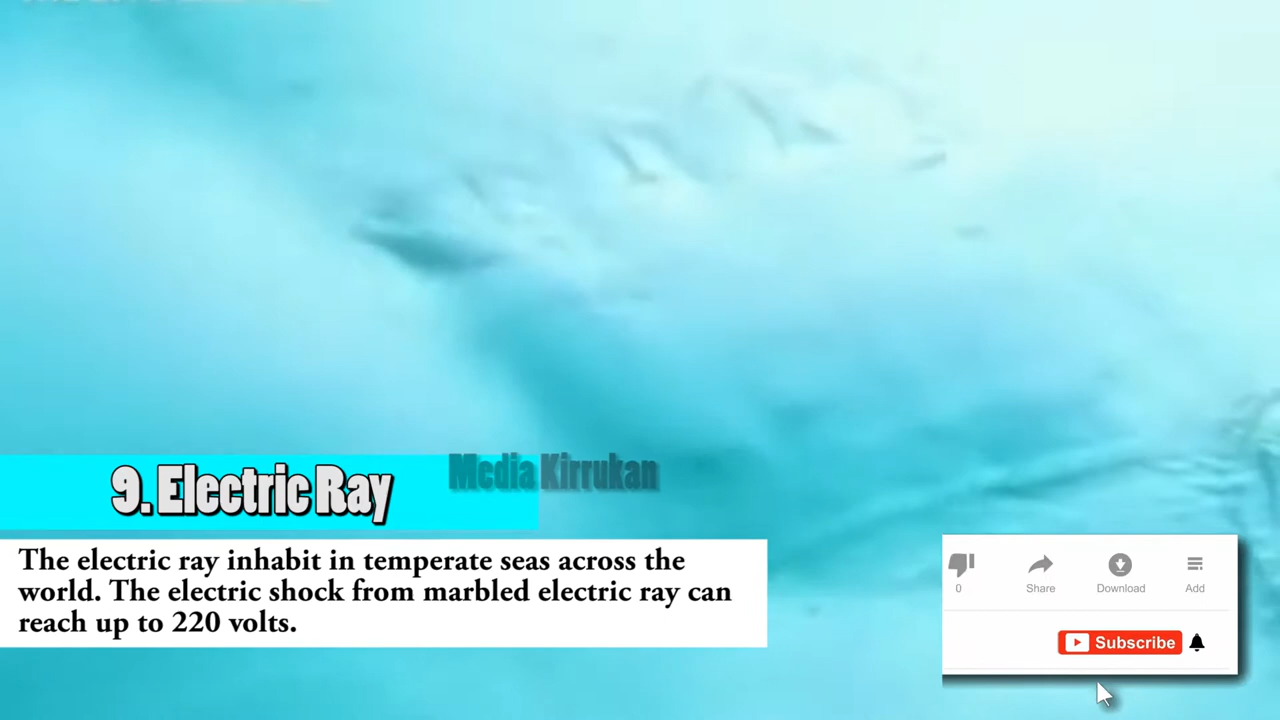 9. Electric Ray
Media Kirrukan
The electric ray inhabit in temperate seas across the
world. The electric shock from marbled electric ray can
reach up to 220 volts.
0
Share
Download
Add
Subscribe